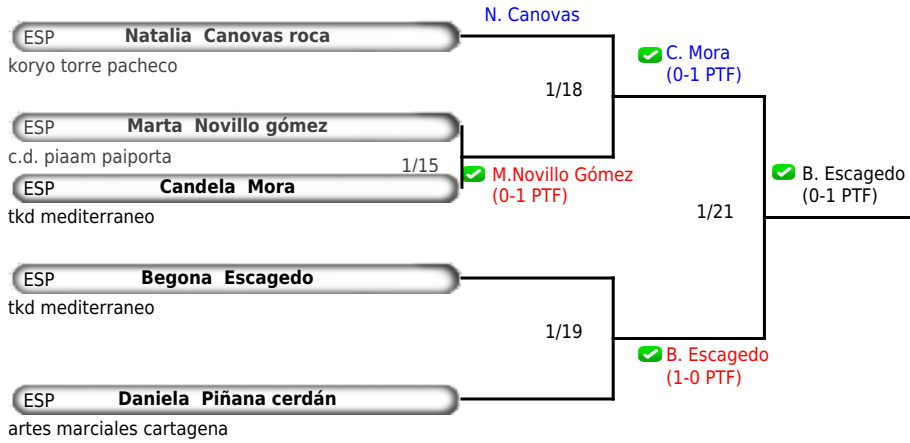 N. Canovas
ESP Natalia Canovas roca
koryo torre pacheco
C. Mora
(0-1 PTF)
1/18
ESP Marta Novillo gómez
c.d. piaam paiporta
1/15
M.Novillo Gómez
(0-1 PTF)
ESP Candela Mora
tkd mediterraneo
B. Escagedo
(0-1 PTF)
1/21
ESP Begona Escagedo
tkd mediterraneo
1/19
B. Escagedo
(1-0 PTF)
ESP Daniela Piñana cerdán
artes marciales cartagena